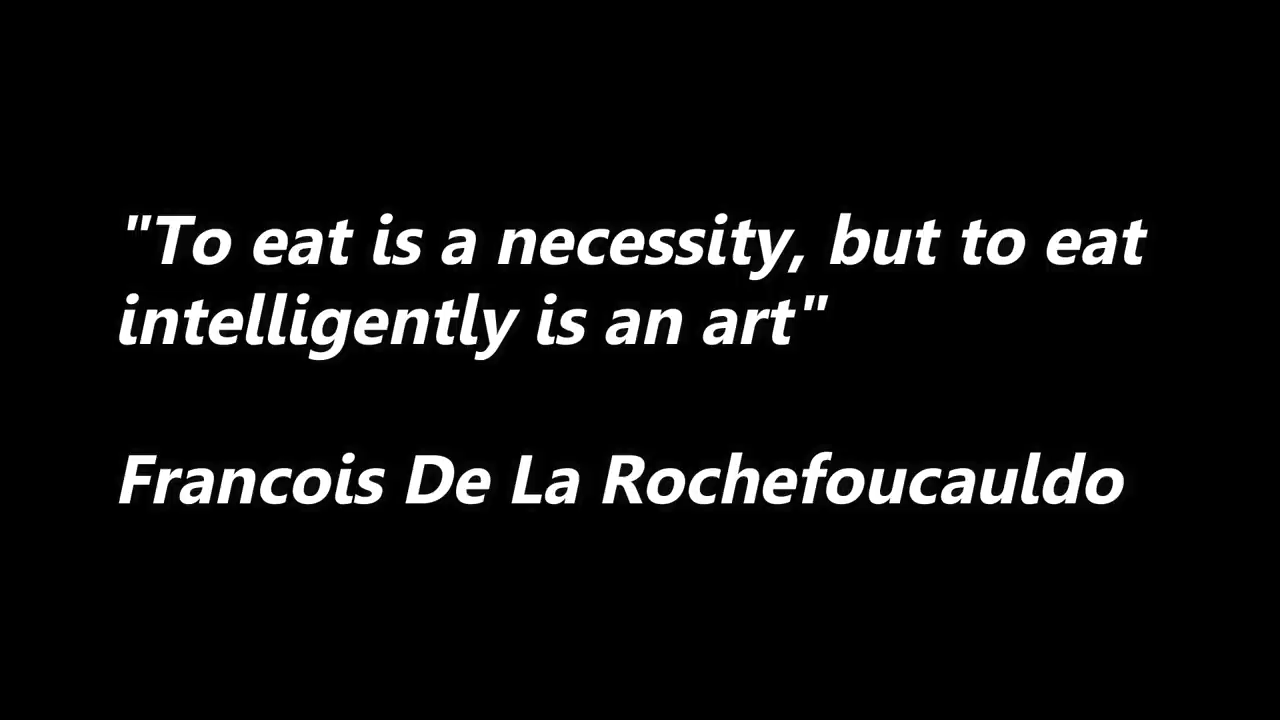 "To eat is a necessity, but to eat
intelligently is an art"
Francois De La Rochefoucauldo